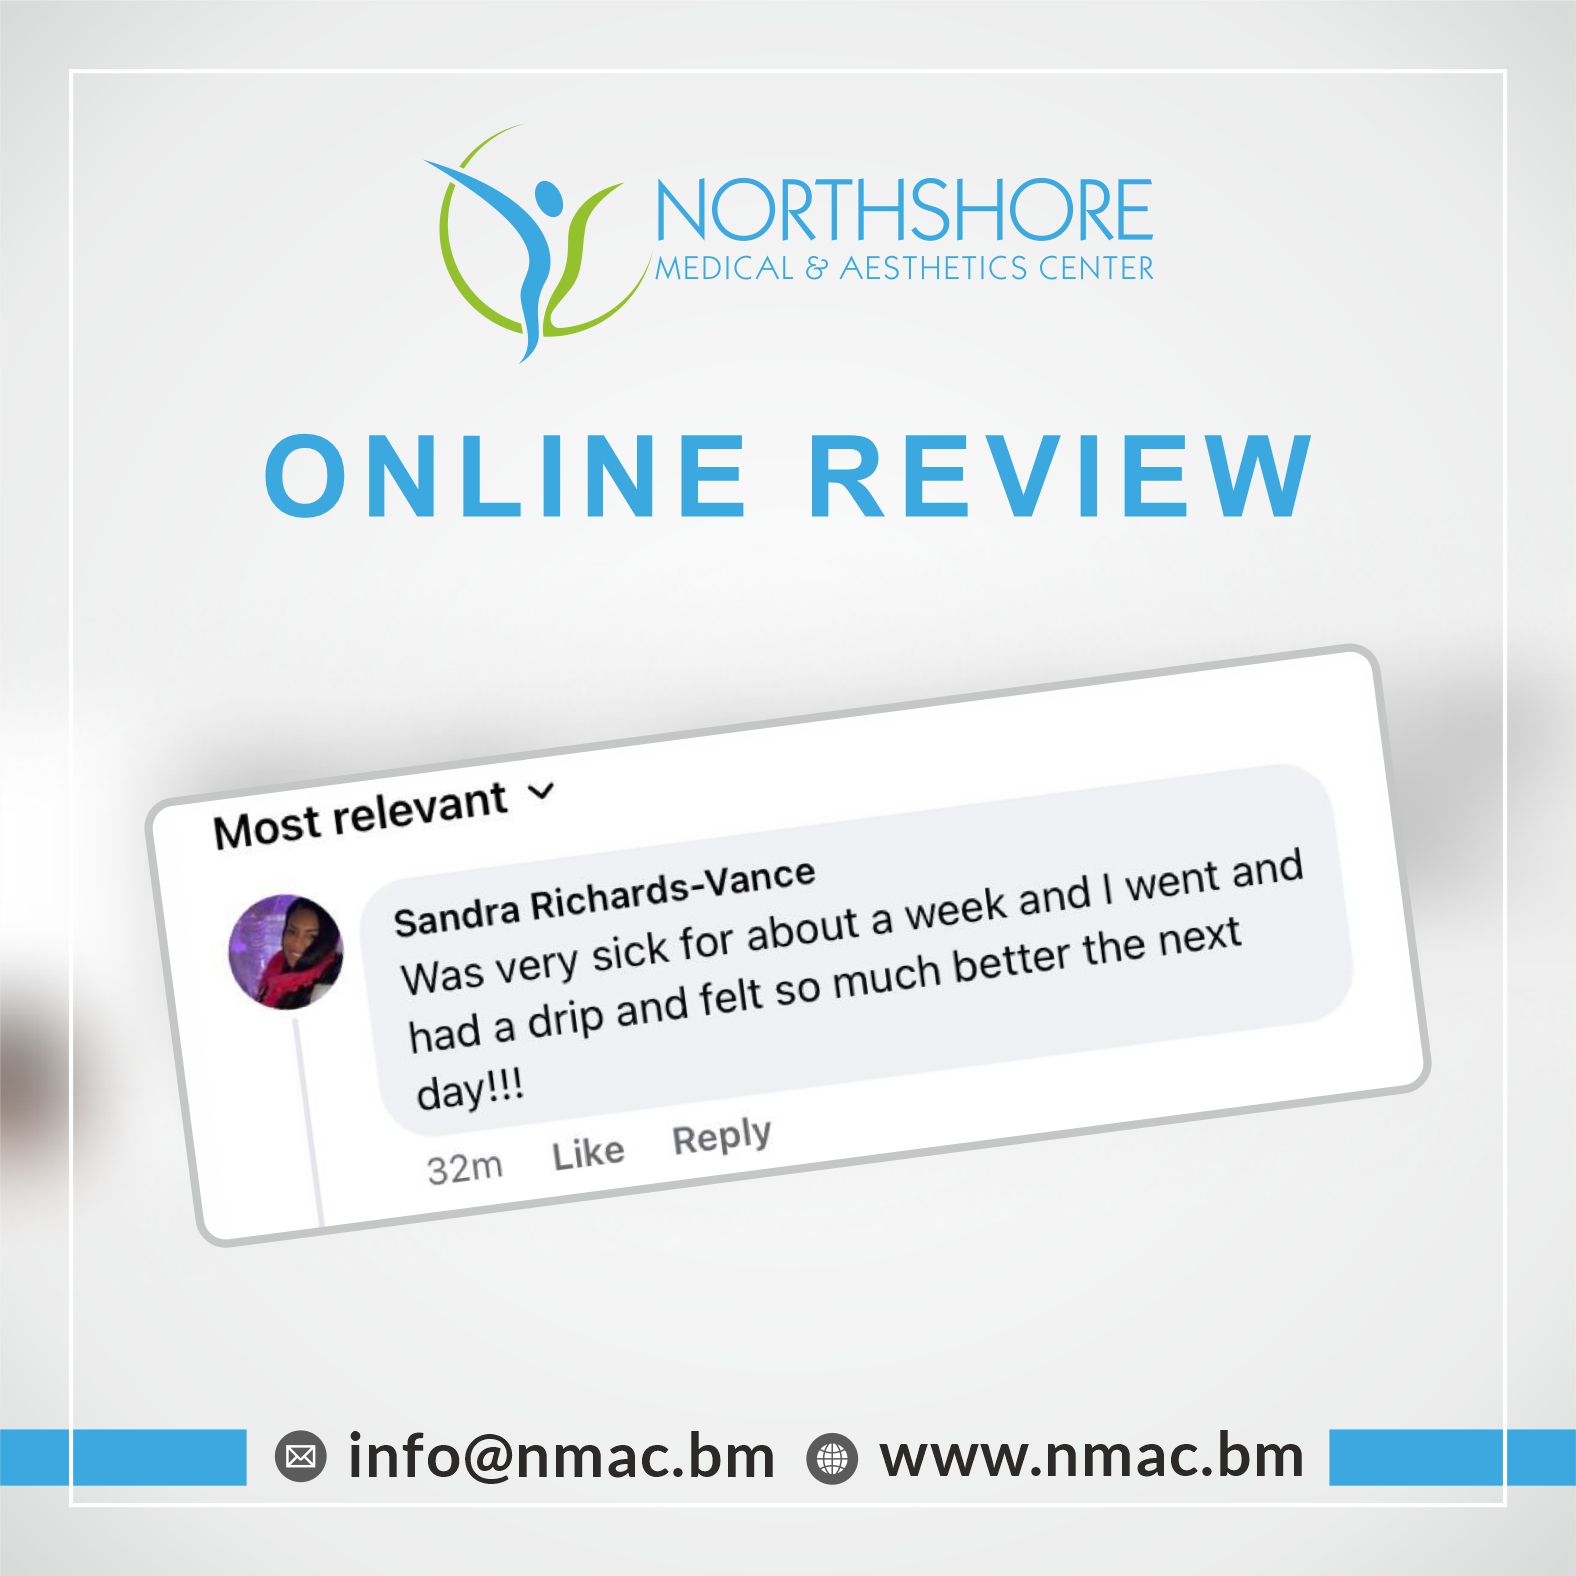 NORTHSHORE
MEDICAL & AESTHETICS CENTER
ONLINE REVIEW
Most relevant
Sandra Richards-Vance
Was very sick for about a week and I went and
had a drip and felt so much better the next
day!!!
32m Like Reply
info@nmac.bm www.nmac.bm